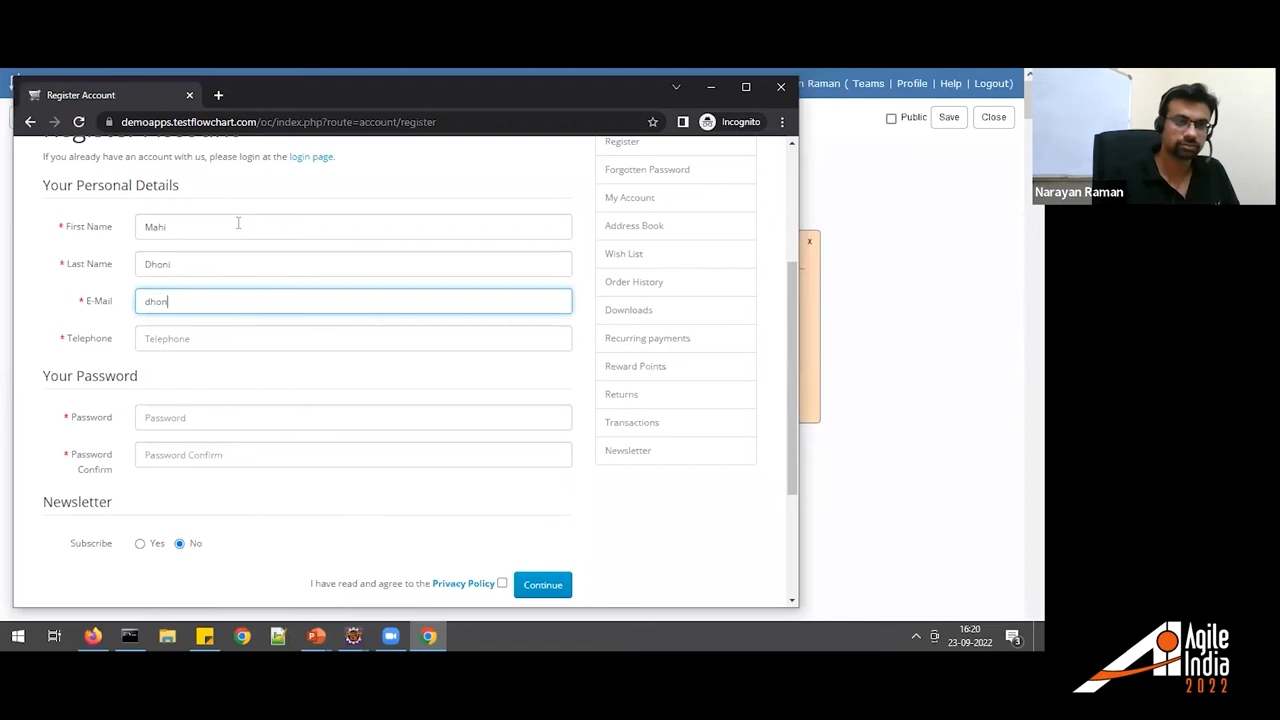 Register Account
n Raman ( Teams | Profile | Help | Logout)
demoapps.testflowchart.com/oc/index.php?route=account/register
Incognito
Public
Save
Close
If you already have an account with us, please login at the login page.
Your Personal Details
* First Name
Mahi
* Last Name
Dhoni
* E-Mail
dhon
* Telephone
Telephone
Your Password
* Password
Password
* Password
Confirm
Password Confirm
Newsletter
Subscribe
Yes
No
I have read and agree to the Privacy Policy
Continue
Register
Forgotten Password
My Account
Address Book
Wish List
Order History
Downloads
Recurring payments
Reward Points
Returns
Transactions
Newsletter
x
Narayan Raman
16:20
23-09-2022
3
Agile
India
2022